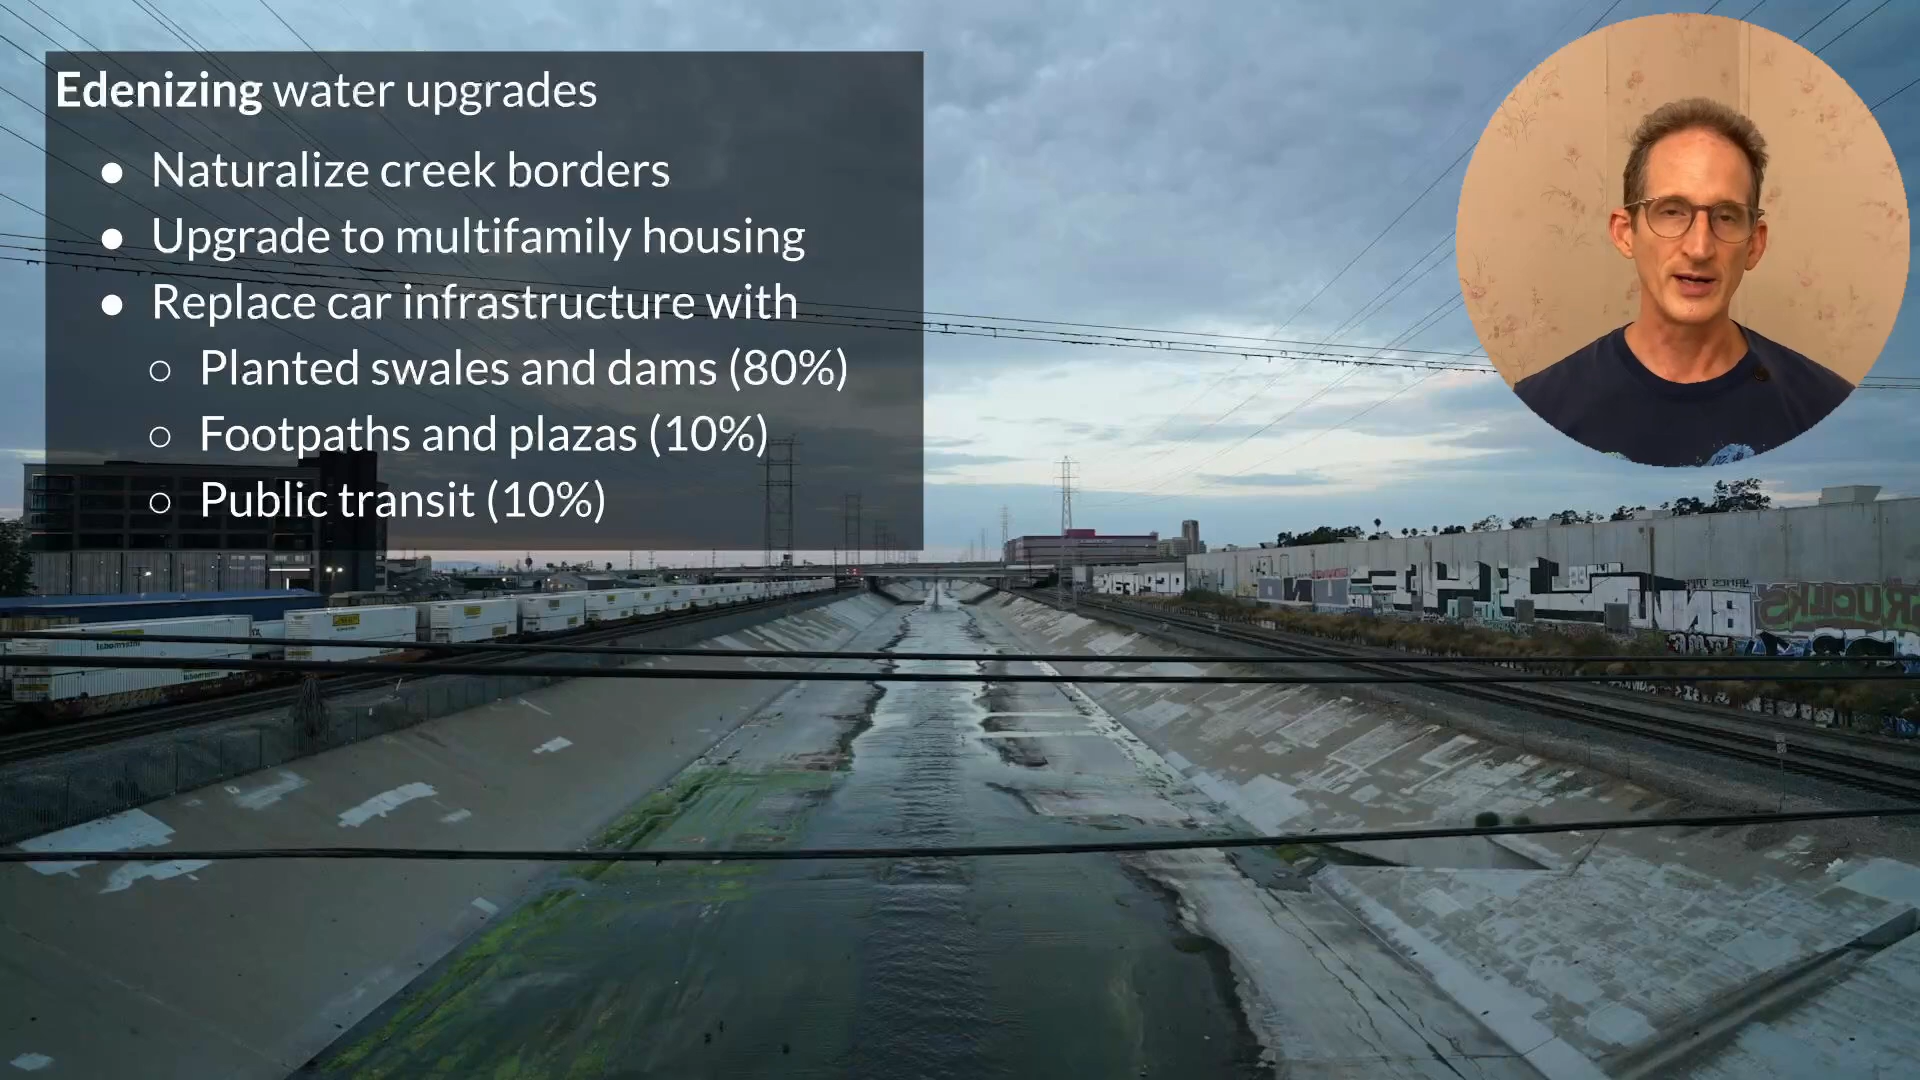 Edenizing water upgrades
● Naturalize creek borders
● Upgrade to multifamily housing
● Replace car infrastructure with
○ Planted swales and dams (80%)
○ Footpaths and plazas (10%)
○ Public transit (10%)